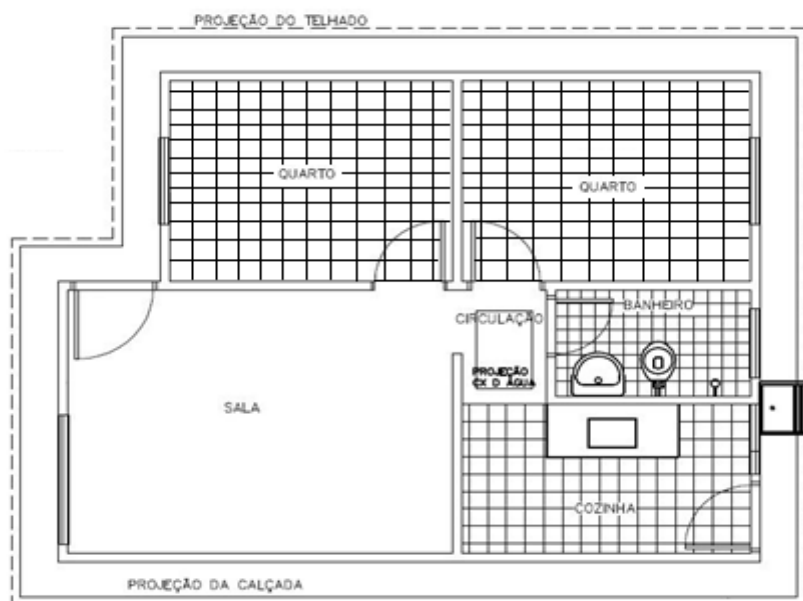 PROJEÇÃO DO TELHADO
QUARTO
QUARTO
BANHEIRO
CIRCULAÇÃO
PROJEÇÃO
CX D ÁGUA
SALA
COZINHA
PROJEÇÃO DA CALÇADA